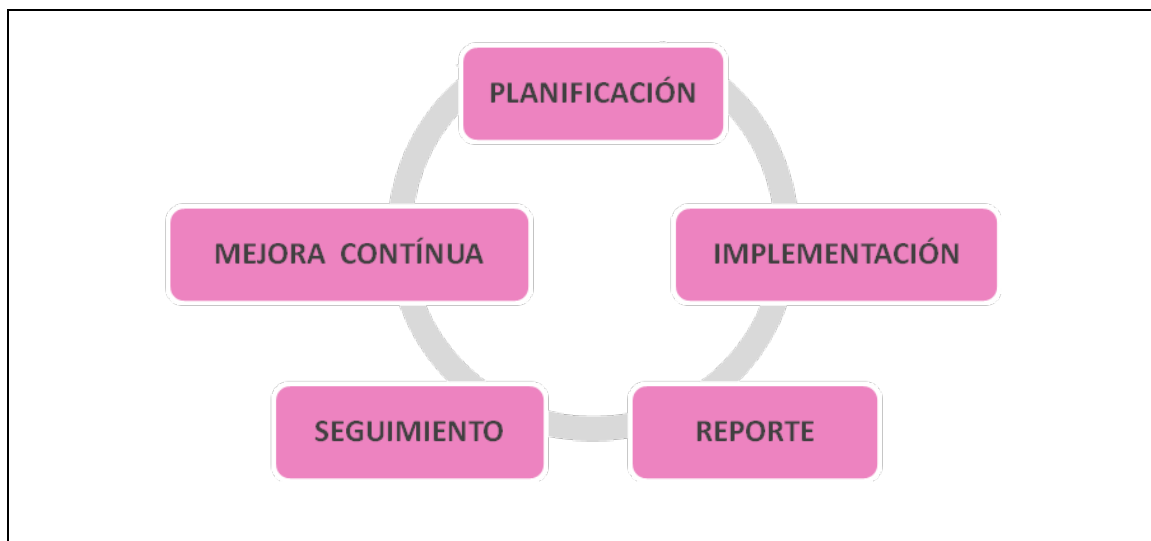 PLANIFICACIÓN
MEJORA CONTÍNUA
IMPLEMENTACIÓN
SEGUIMIENTO
REPORTE